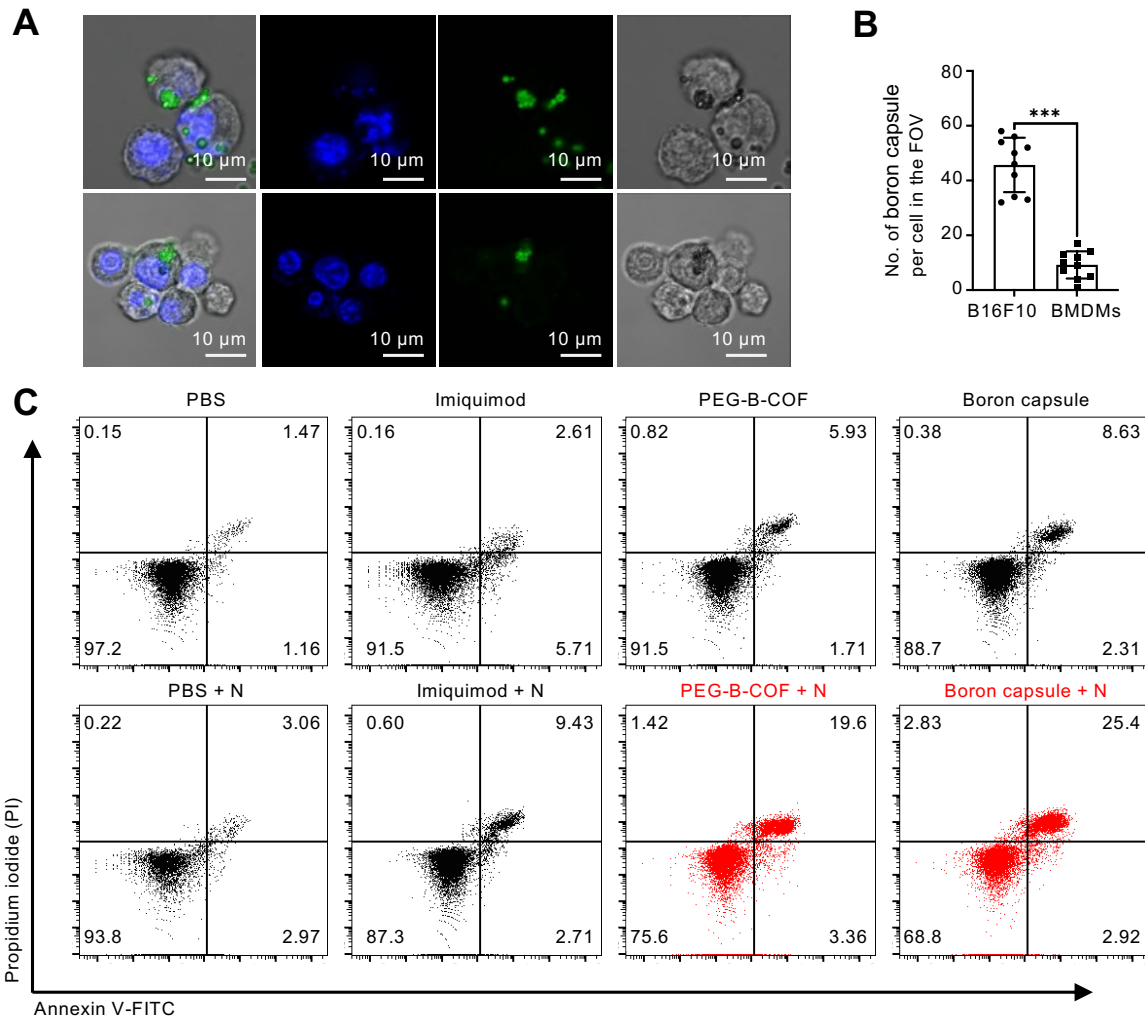 A
10 μm
10 μm
10 μm
10 μm
10 μm
10 μm
10 μm
10 μm
B
No. of boron capsule
per cell in the FOV
80
60
40
20
0
***
B16F10
BMDMs
C
PBS
Imiquimod
PEG-B-COF
Boron capsule
0.15
1.47
0.16
2.61
0.82
5.93
0.38
8.63
97.2
1.16
91.5
5.71
91.5
1.71
88.7
2.31
PBS + N
Imiquimod + N
PEG-B-COF + N
Boron capsule + N
0.22
3.06
0.60
9.43
1.42
19.6
2.83
25.4
93.8
2.97
87.3
2.71
75.6
3.36
68.8
2.92
Propidium iodide (PI)
Annexin V-FITC